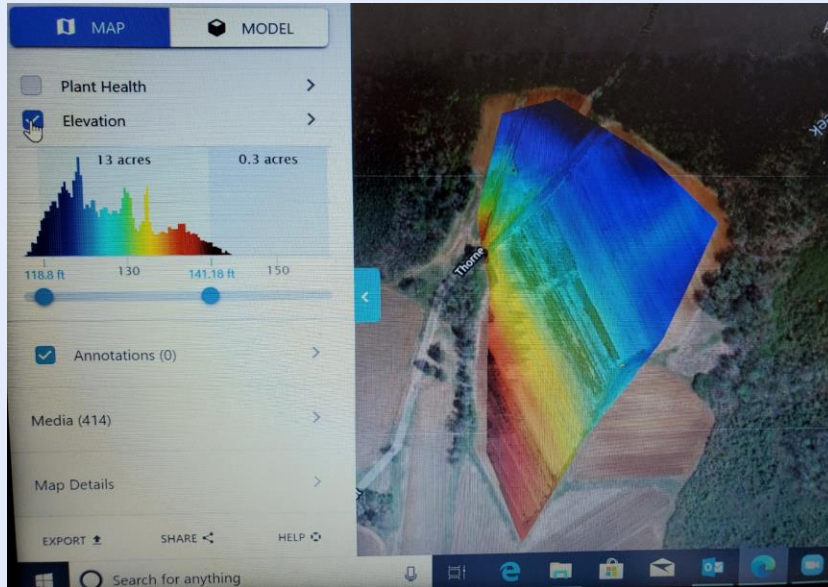 MAP
MODEL
Plant Health
Elevation
13 acres
0.3 acres
118.8 ft
130
141.18 ft
150
Annotations (0)
Media (414)
Map Details
EXPORT
SHARE
HELP
Search for anything
Thorne
Thorne